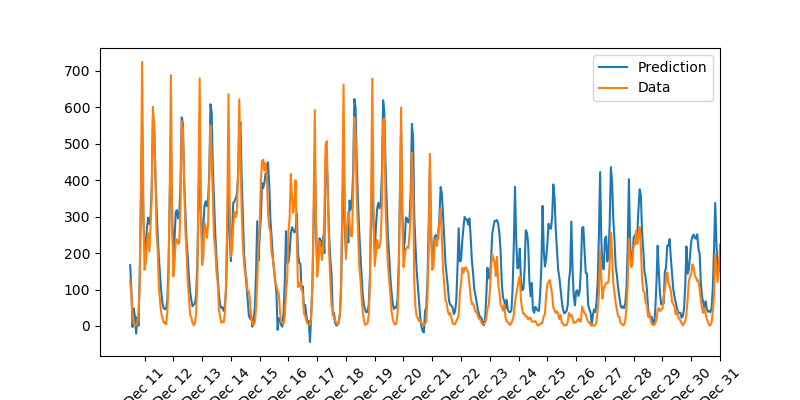 Prediction
Data
700
600
500
400
300
200
100
0
Dec 11
Dec 12
Dec 13
Dec 14
Dec 15
Dec 16
Dec 17
Dec 18
Dec 19
Dec 20
Dec 21
Dec 22
Dec 23
Dec 24
Dec 25
Dec 26
Dec 27
Dec 28
Dec 29
Dec 30
Dec 31